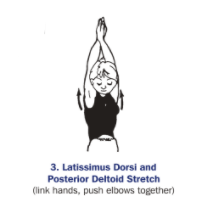 3. Latissimus Dorsi and
Posterior Deltoid Stretch
(link hands, push elbows together)